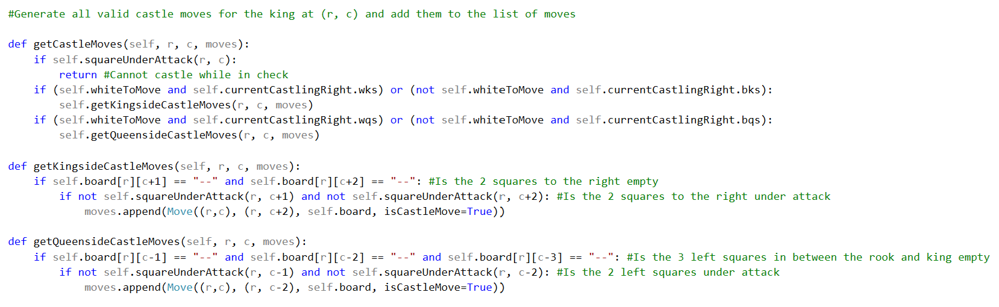 #Generate all valid castle moves for the king at (r, c) and add them to the list of moves
def getCastleMoves(self, r, c, moves):
    if self.squareUnderAttack(r, c):
        return #Cannot castle while in check
    if (self.whiteToMove and self.currentCastlingRight.wks) or (not self.whiteToMove and self.currentCastlingRight.bks):
        self.getKingsideCastleMoves(r, c, moves)
    if (self.whiteToMove and self.currentCastlingRight.wqs) or (not self.whiteToMove and self.currentCastlingRight.bqs):
        self.getQueensideCastleMoves(r, c, moves)
def getKingsideCastleMoves(self, r, c, moves):
    if self.board[r][c+1] == "--" and self.board[r][c+2] == "--": #Is the 2 squares to the right empty
        if not self.squareUnderAttack(r, c+1) and not self.squareUnderAttack(r, c+2): #Is the 2 squares to the right under attack
            moves.append(Move((r,c), (r, c+2), self.board, isCastleMove=True))
def getQueensideCastleMoves(self, r, c, moves):
    if self.board[r][c-1] == "--" and self.board[r][c-2] == "--" and self.board[r][c-3] == "--": #Is the 3 left squares in between the rook and king empty
        if not self.squareUnderAttack(r, c-1) and not self.squareUnderAttack(r, c-2): #Is the 2 left squares under attack
            moves.append(Move((r,c), (r, c-2), self.board, isCastleMove=True))